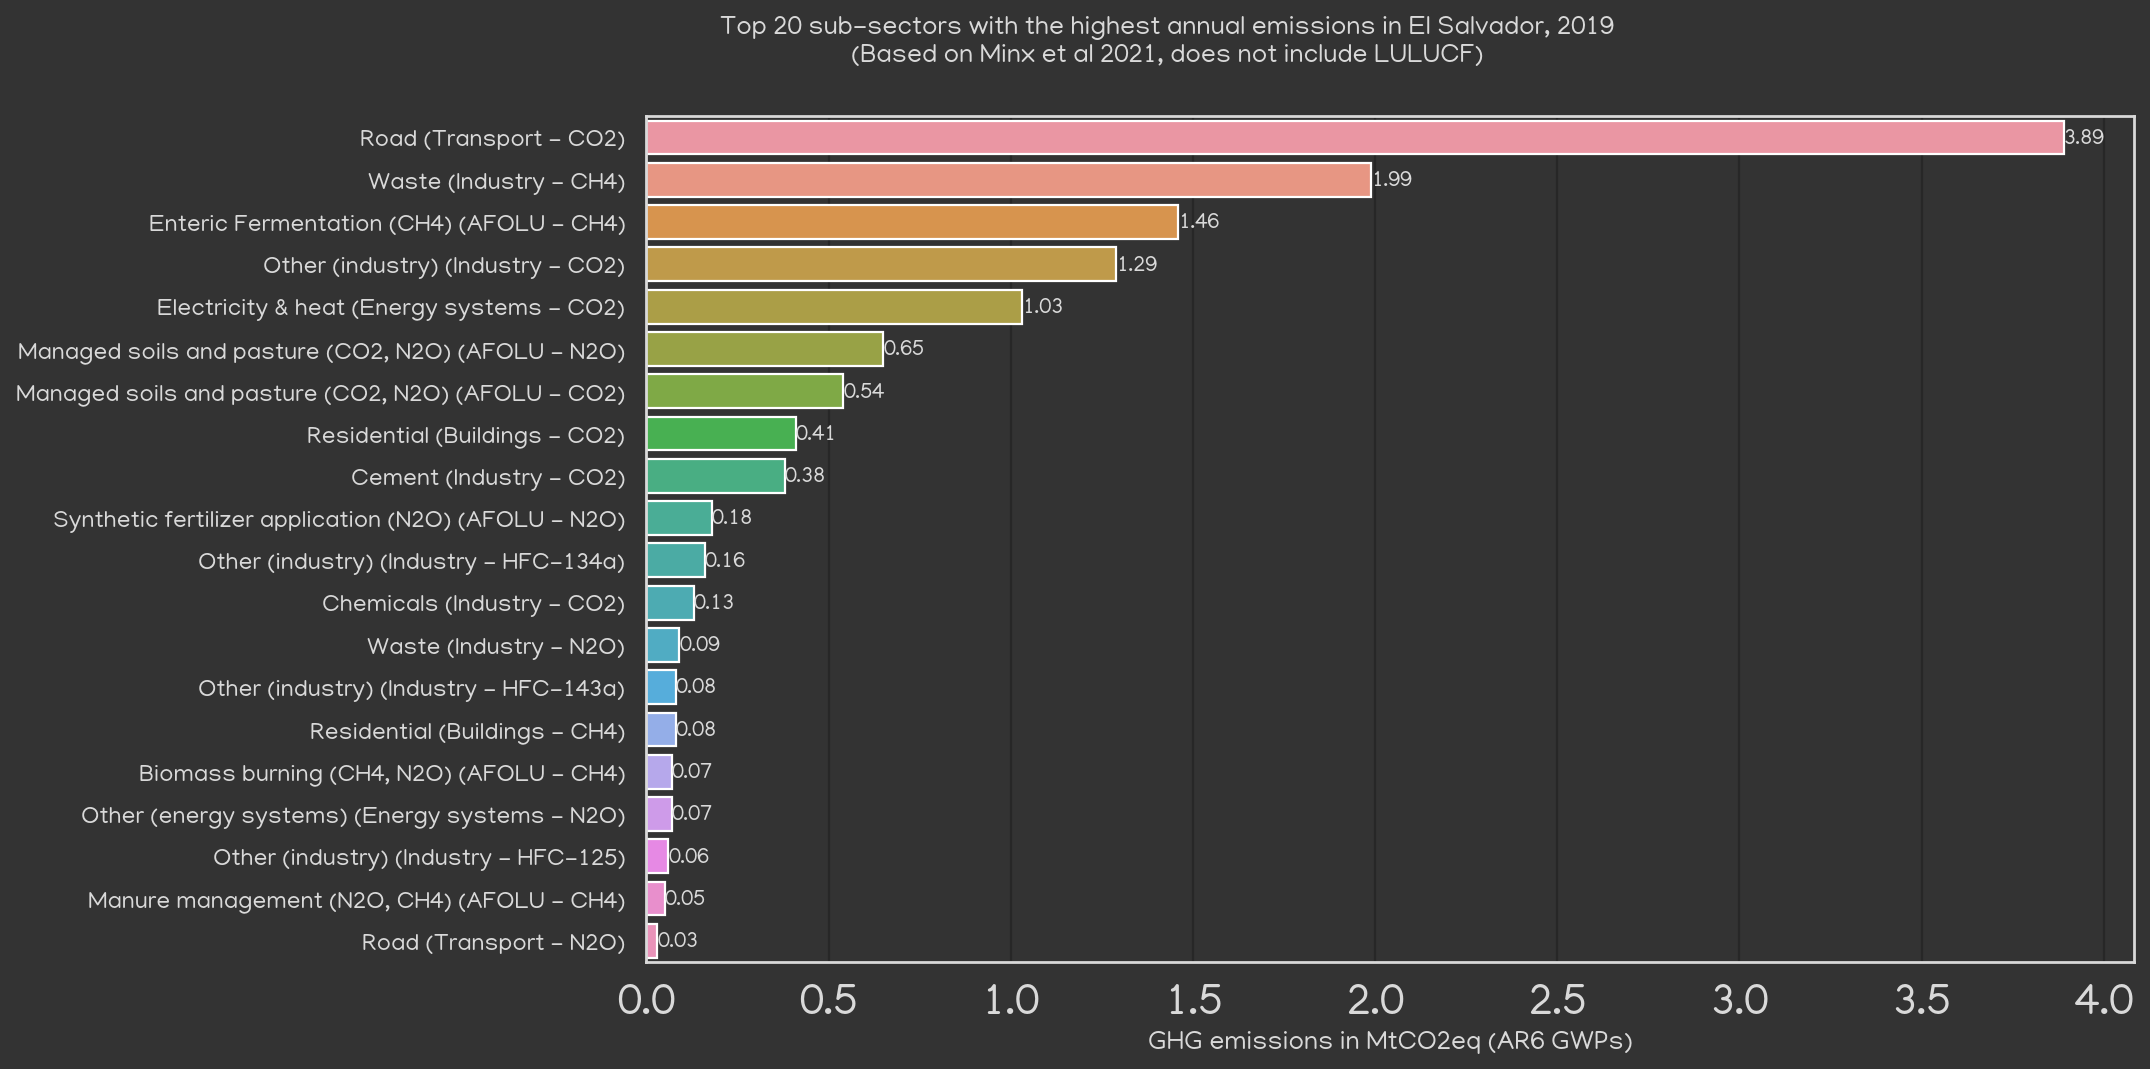 Top 20 sub-sectors with the highest annual emissions in El Salvador, 2019
(Based on Minx et al 2021, does not include LULUCF)
Road (Transport - CO2) 3.89
Waste (Industry - CH4) 1.99
Enteric Fermentation (CH4) (AFOLU - CH4) 1.46
Other (industry) (Industry - CO2) 1.29
Electricity & heat (Energy systems - CO2) 1.03
Managed soils and pasture (CO2, N2O) (AFOLU - N2O) 0.65
Managed soils and pasture (CO2, N2O) (AFOLU - CO2) 0.54
Residential (Buildings - CO2) 0.41
Cement (Industry - CO2) 0.38
Synthetic fertilizer application (N2O) (AFOLU - N2O) 0.18
Other (industry) (Industry - HFC-134a) 0.16
Chemicals (Industry - CO2) 0.13
Waste (Industry - N2O) 0.09
Other (industry) (Industry - HFC-143a) 0.08
Residential (Buildings - CH4) 0.08
Biomass burning (CH4, N2O) (AFOLU - CH4) 0.07
Other (energy systems) (Energy systems - N2O) 0.07
Other (industry) (Industry - HFC-125) 0.06
Manure management (N2O, CH4) (AFOLU - CH4) 0.05
Road (Transport - N2O) 0.03
0.0 0.5 1.0 1.5 2.0 2.5 3.0 3.5 4.0
GHG emissions in MtCO2eq (AR6 GWPs)